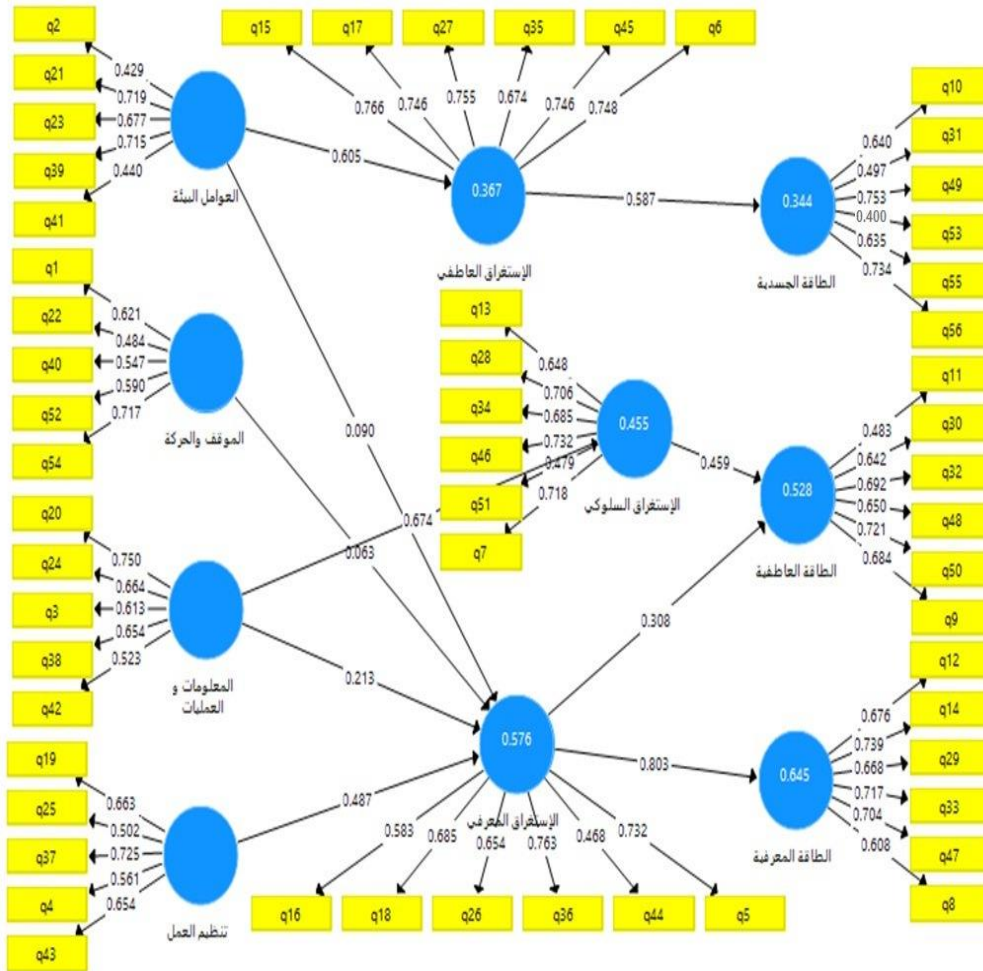 q2
q21
q23
q39
q41
0.429
0.719
0.677
0.715
0.440
العوامل البيئة
q15
q17
q27
q35
q45
q6
0.766
0.746
0.755
0.674
0.746
0.748
0.605
0.367
الإستغراق العاطفي
0.587
0.344
الطاقة الجسدية
q10
q31
q49
q53
q55
q56
0.640
0.497
0.753
0.400
0.635
0.734
q1
q22
q40
q52
q54
0.621
0.484
0.547
0.590
0.717
الموقف والحركة
0.090
0.063
q13
q28
q34
q46
q51
q7
0.648
0.706
0.685
0.732
0.479
0.718
0.455
الإستغراق السلوكي
0.674
0.459
q11
q30
q32
q48
q50
q9
0.483
0.642
0.692
0.650
0.721
0.684
0.528
الطاقة العاطفية
0.308
q20
q24
q3
q38
q42
0.750
0.664
0.613
0.654
0.523
المعلومات و
العمليات
0.213
q19
q25
q37
q4
q43
0.663
0.502
0.725
0.561
0.654
تنظيم العمل
0.487
0.576
الإستغراق المعرفي
0.583
0.685
0.654
0.763
0.468
0.732
q16
q18
q26
q36
q44
q5
0.803
0.645
الطاقة المعرفية
q12
q14
q29
q33
q47
q8
0.676
0.739
0.668
0.717
0.704
0.608